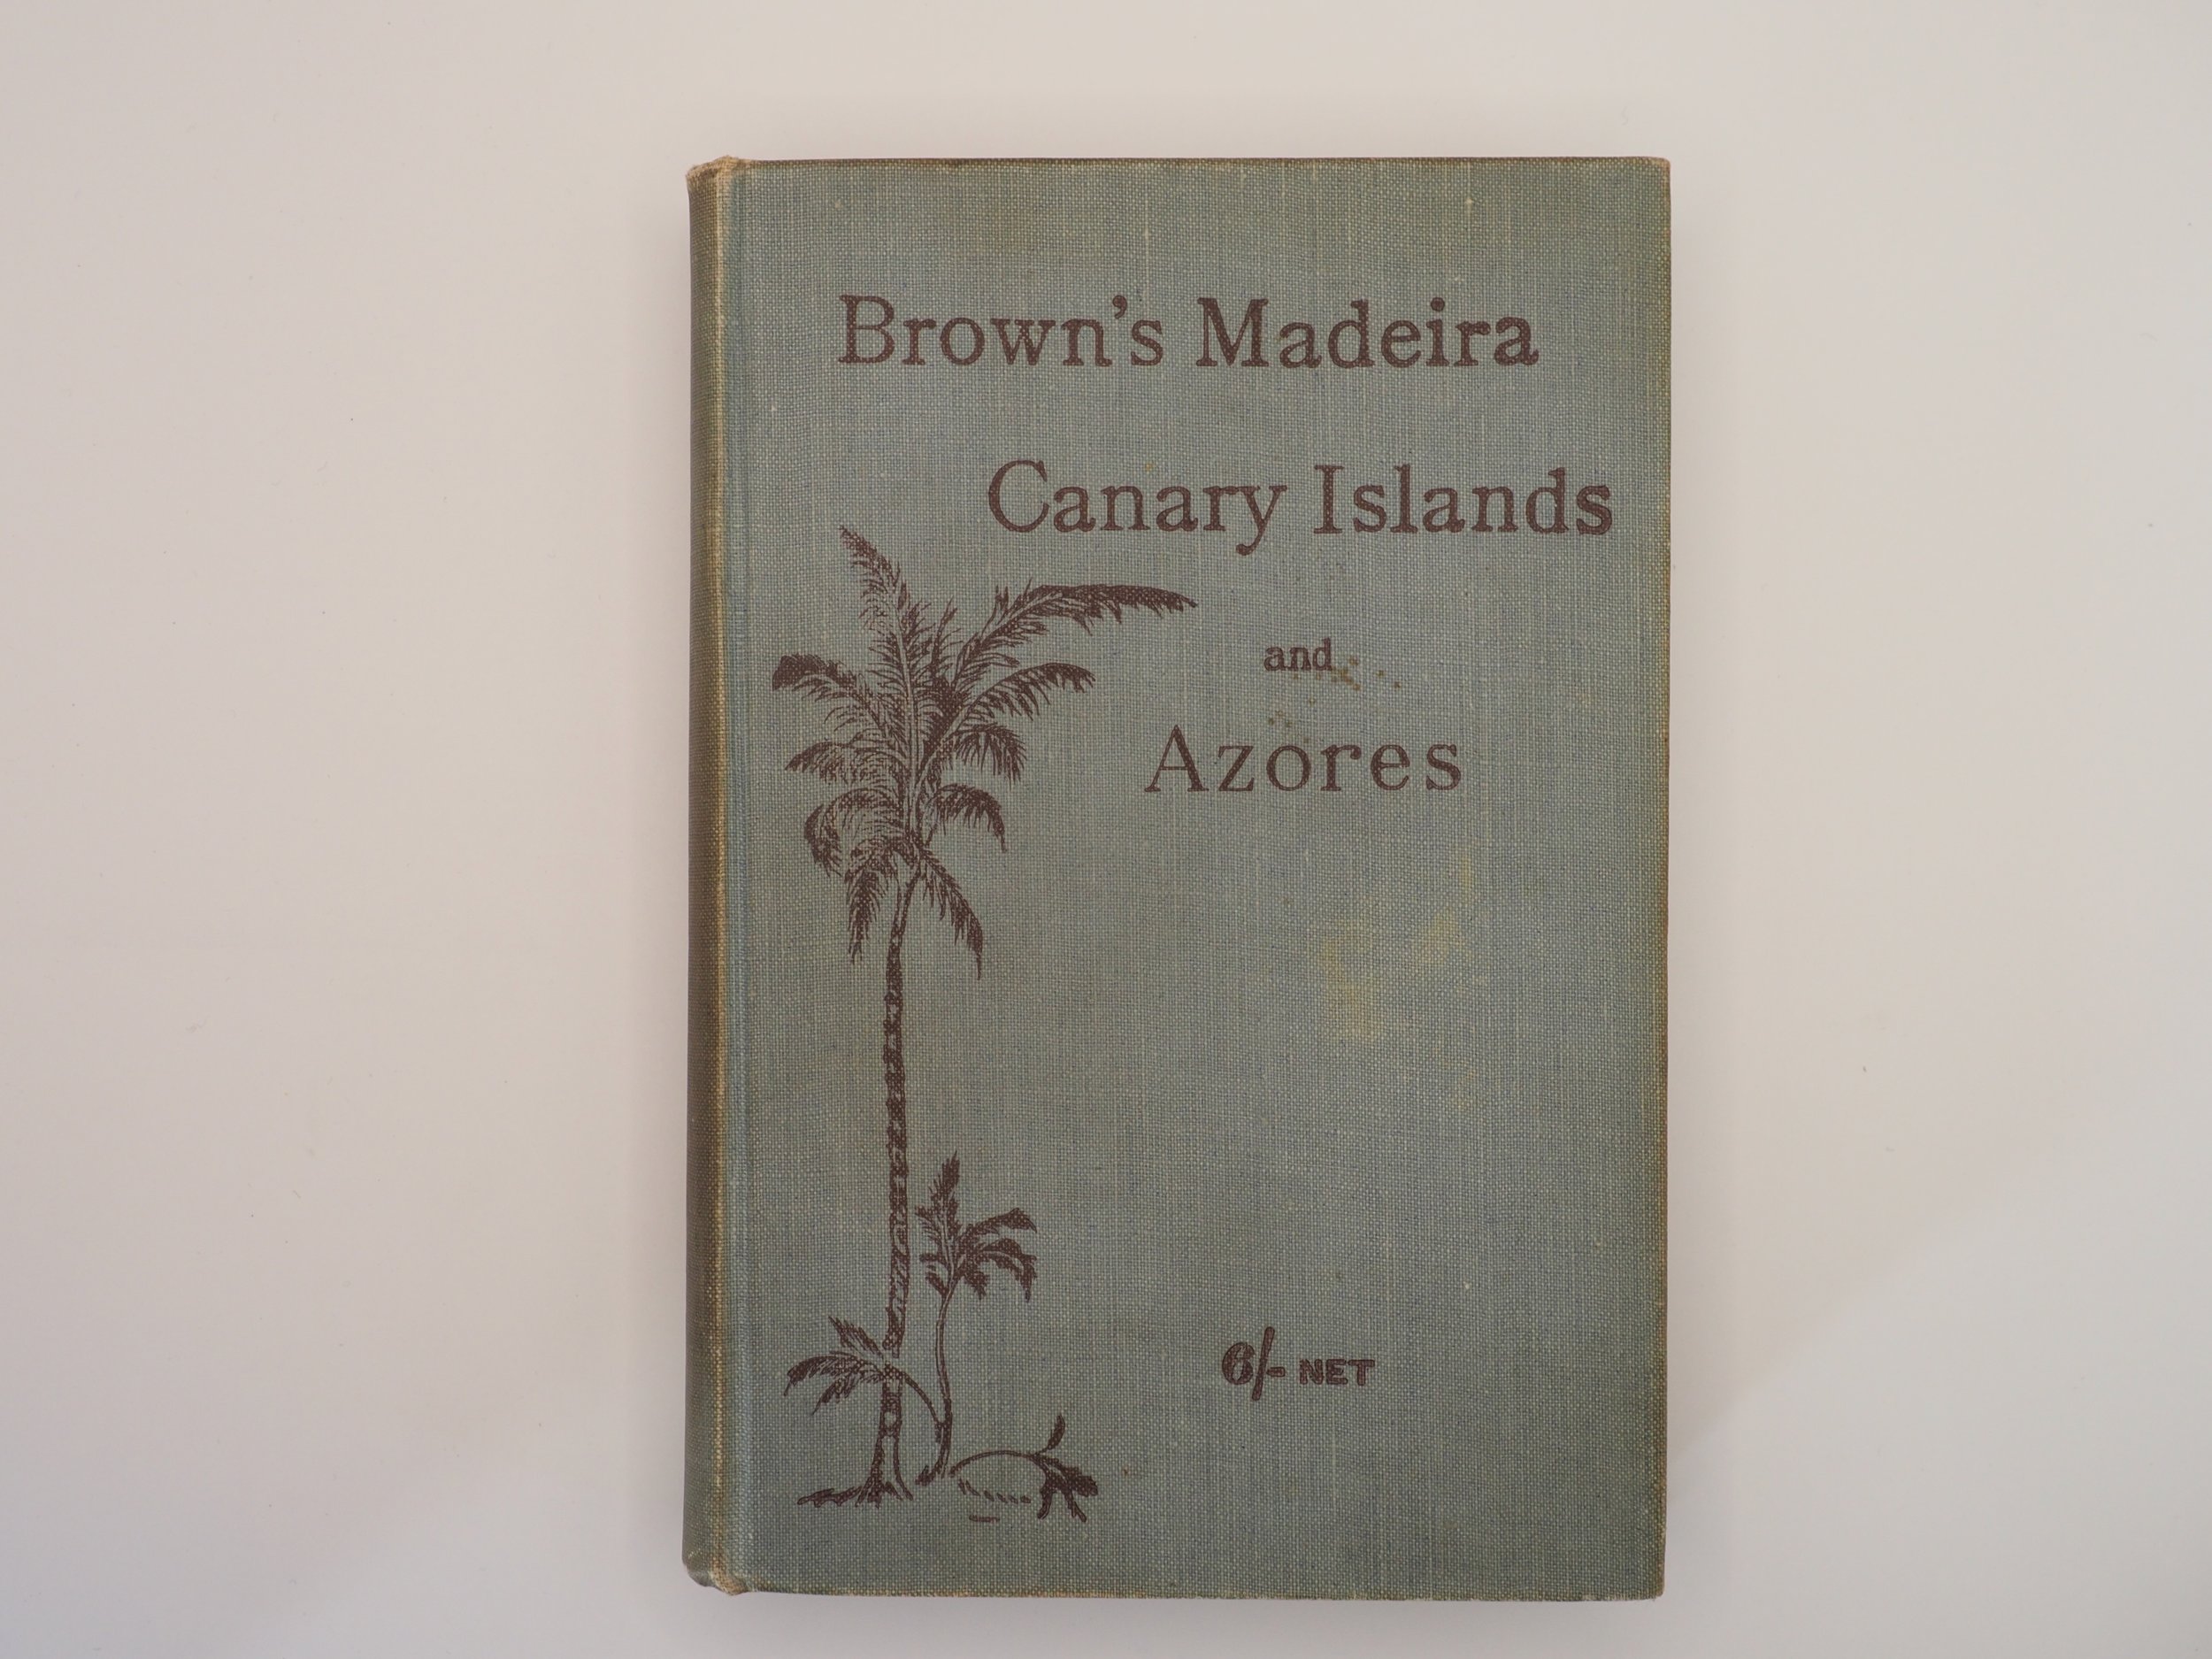 Brown's Madeira
Canary Islands
and
Azores
6/- NET